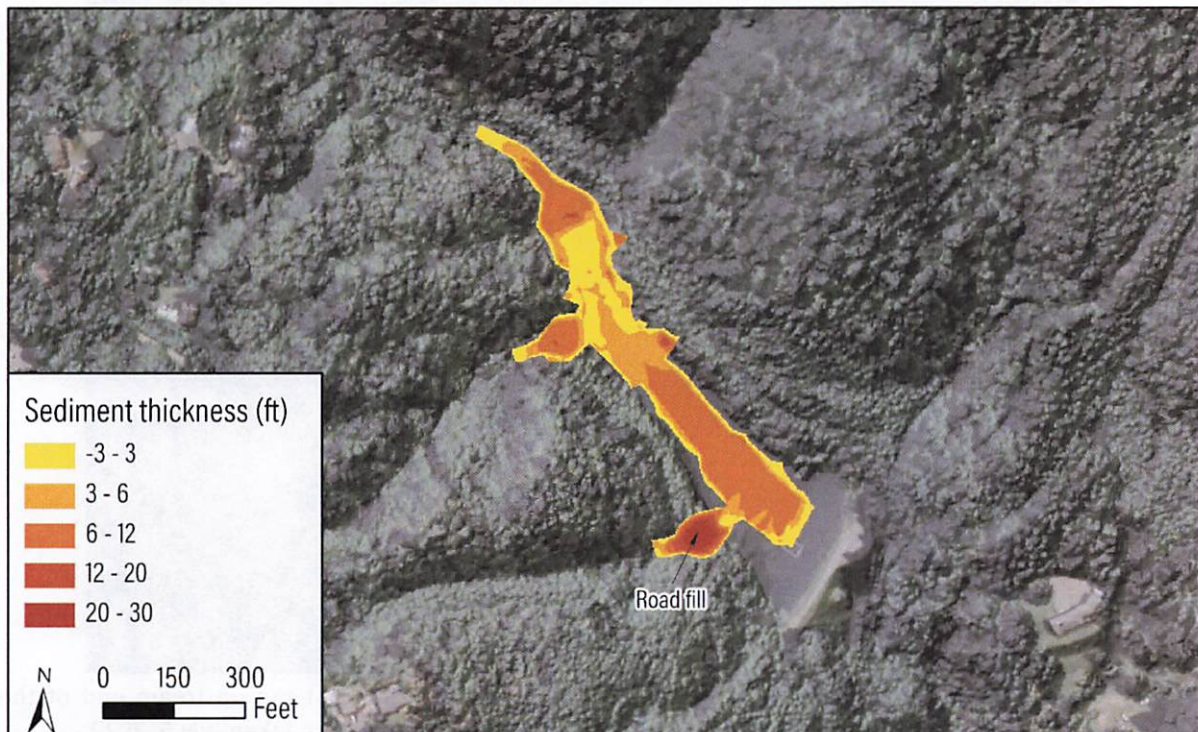 Sediment thickness (ft)
-3 - 3
3 - 6
6 - 12
12 - 20
20 - 30
N
0 150 300
Feet
Road fill